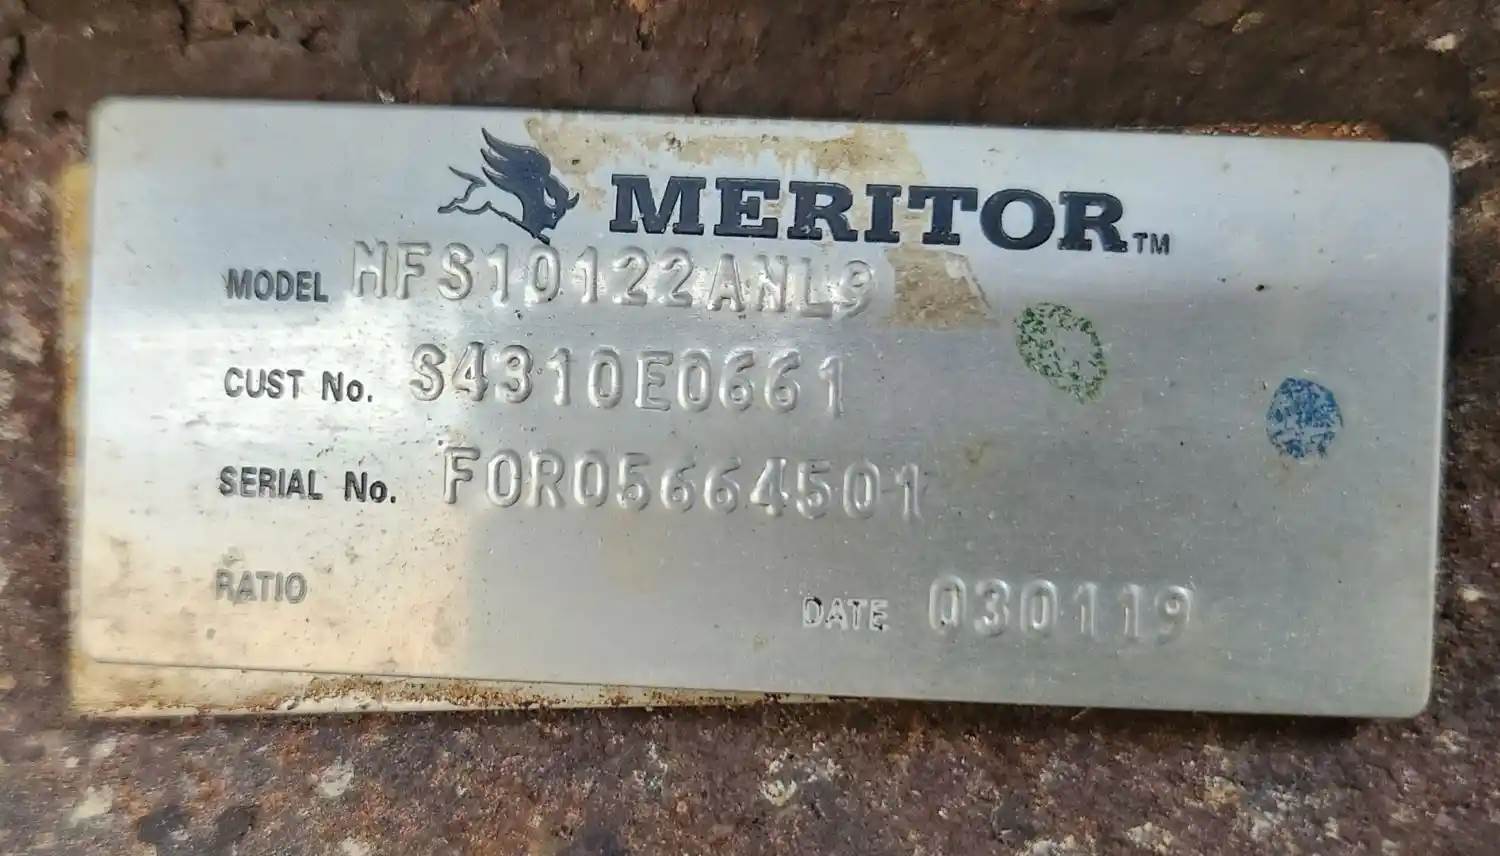 MERITOR™
MODEL MFS10122ANL9
CUST No. S4310E0661
SERIAL No. FOR05664501
RATIO
DATE 030119